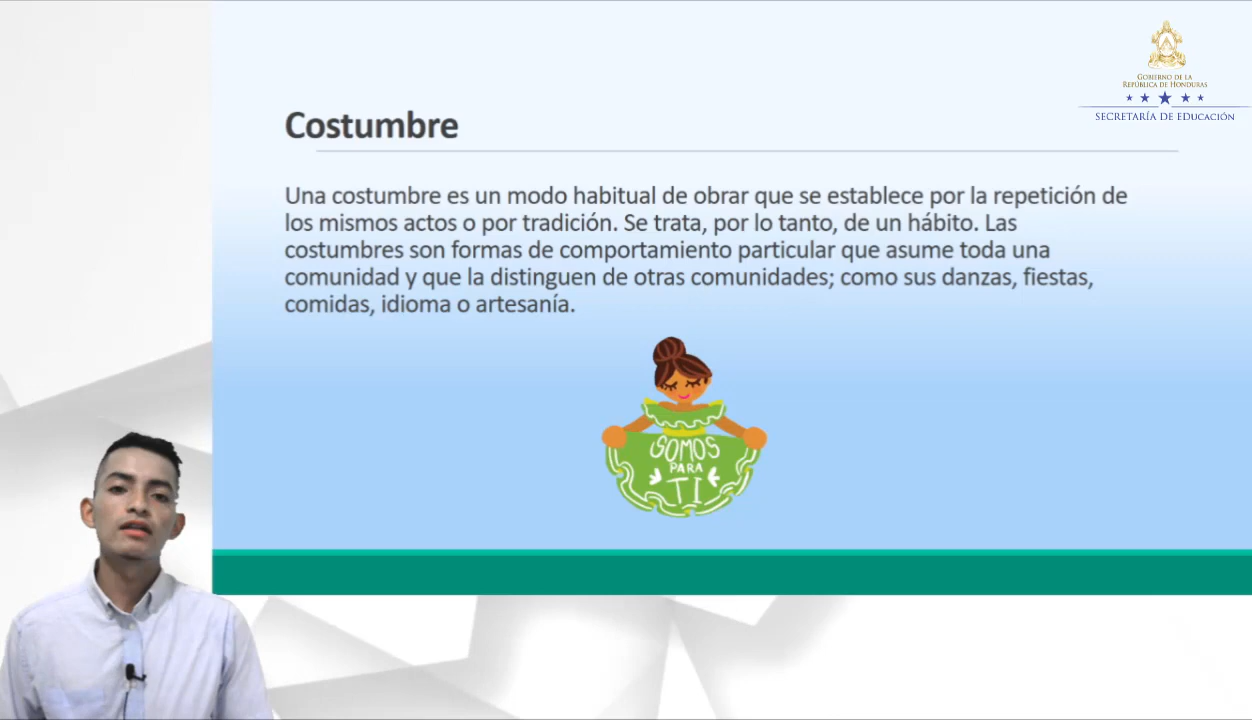 GOBIERNO DE LA
REPÚBLICA DE HONDURAS
SECRETARÍA DE EDUCACIÓN
Costumbre
Una costumbre es un modo habitual de obrar que se establece por la repetición de
los mismos actos o por tradición. Se trata, por lo tanto, de un hábito. Las
costumbres son formas de comportamiento particular que asume toda una
comunidad y que la distinguen de otras comunidades; como sus danzas, fiestas,
comidas, idioma o artesanía.
SOMOS
PARA
TI